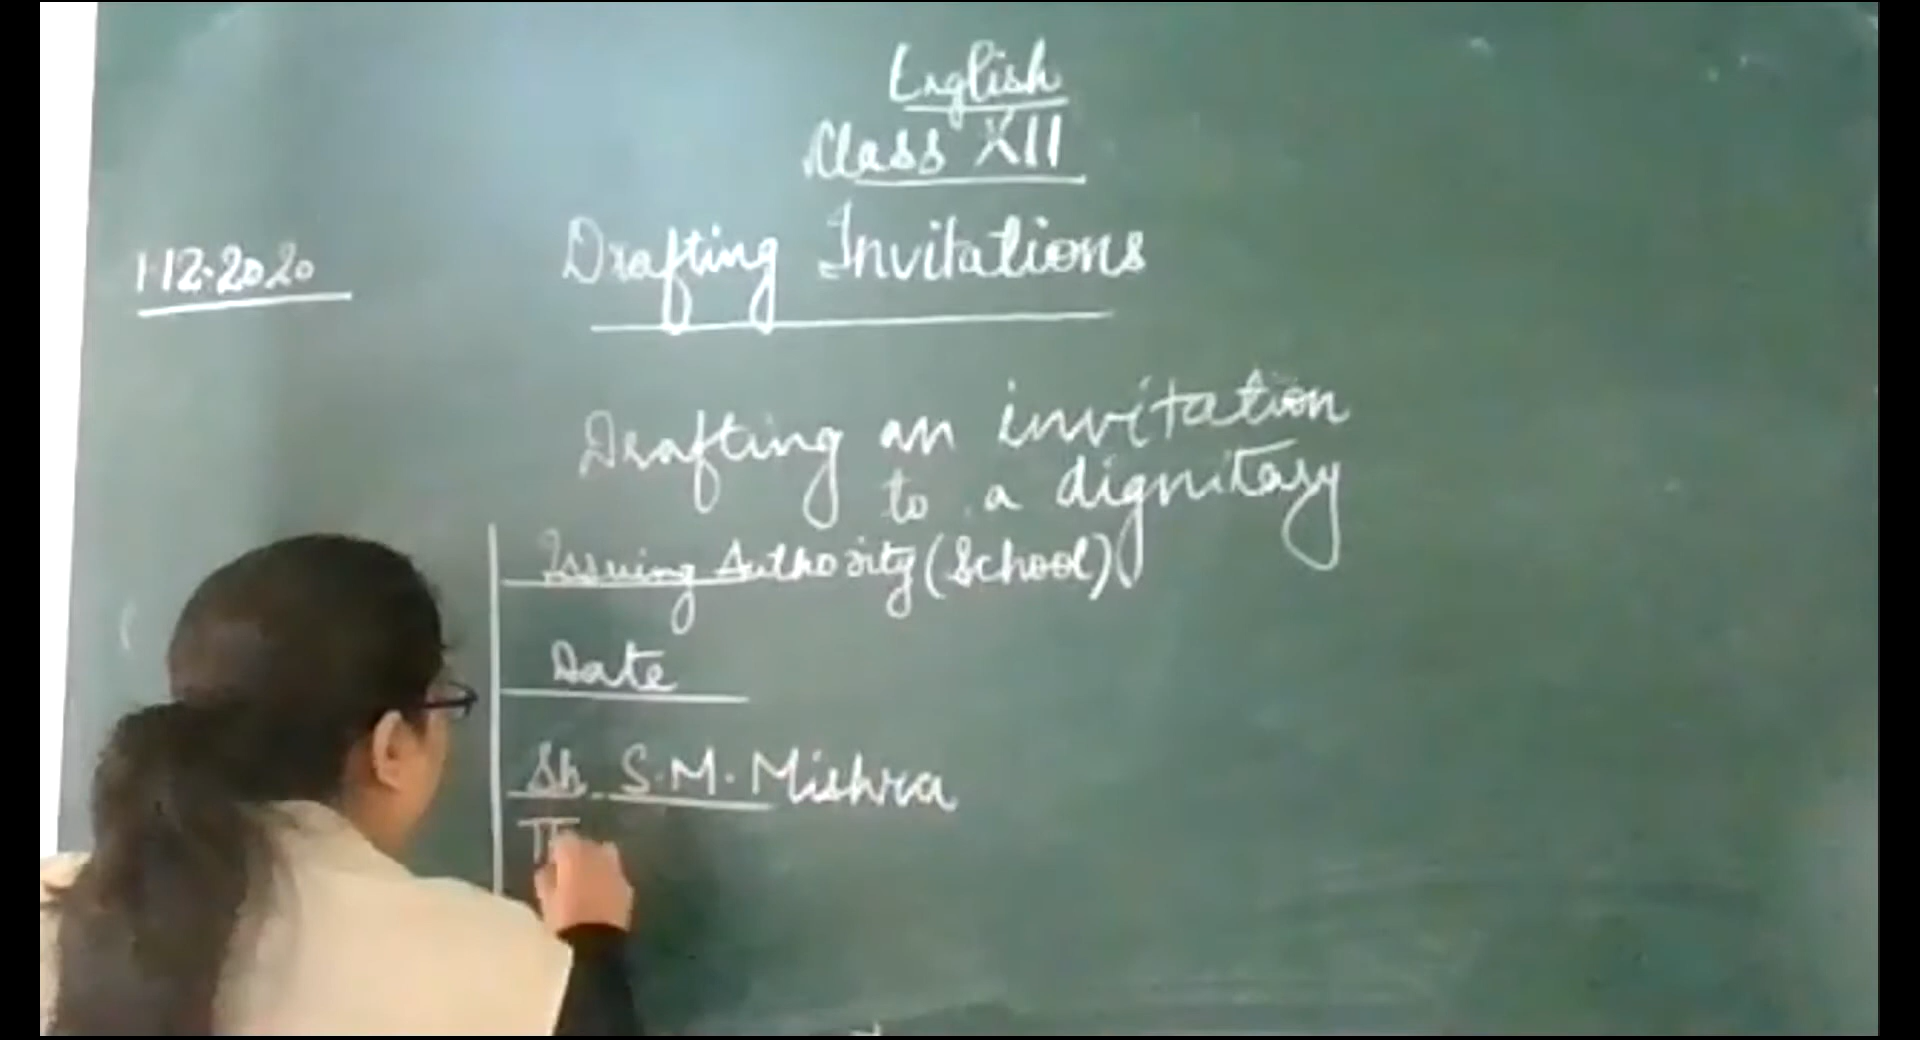 English
Class XII
1.12.2020
Drafting Invitations
Drafting an invitation
to a dignitary
Issuing Authority (School)
Date
Sh. S.M. Mishra